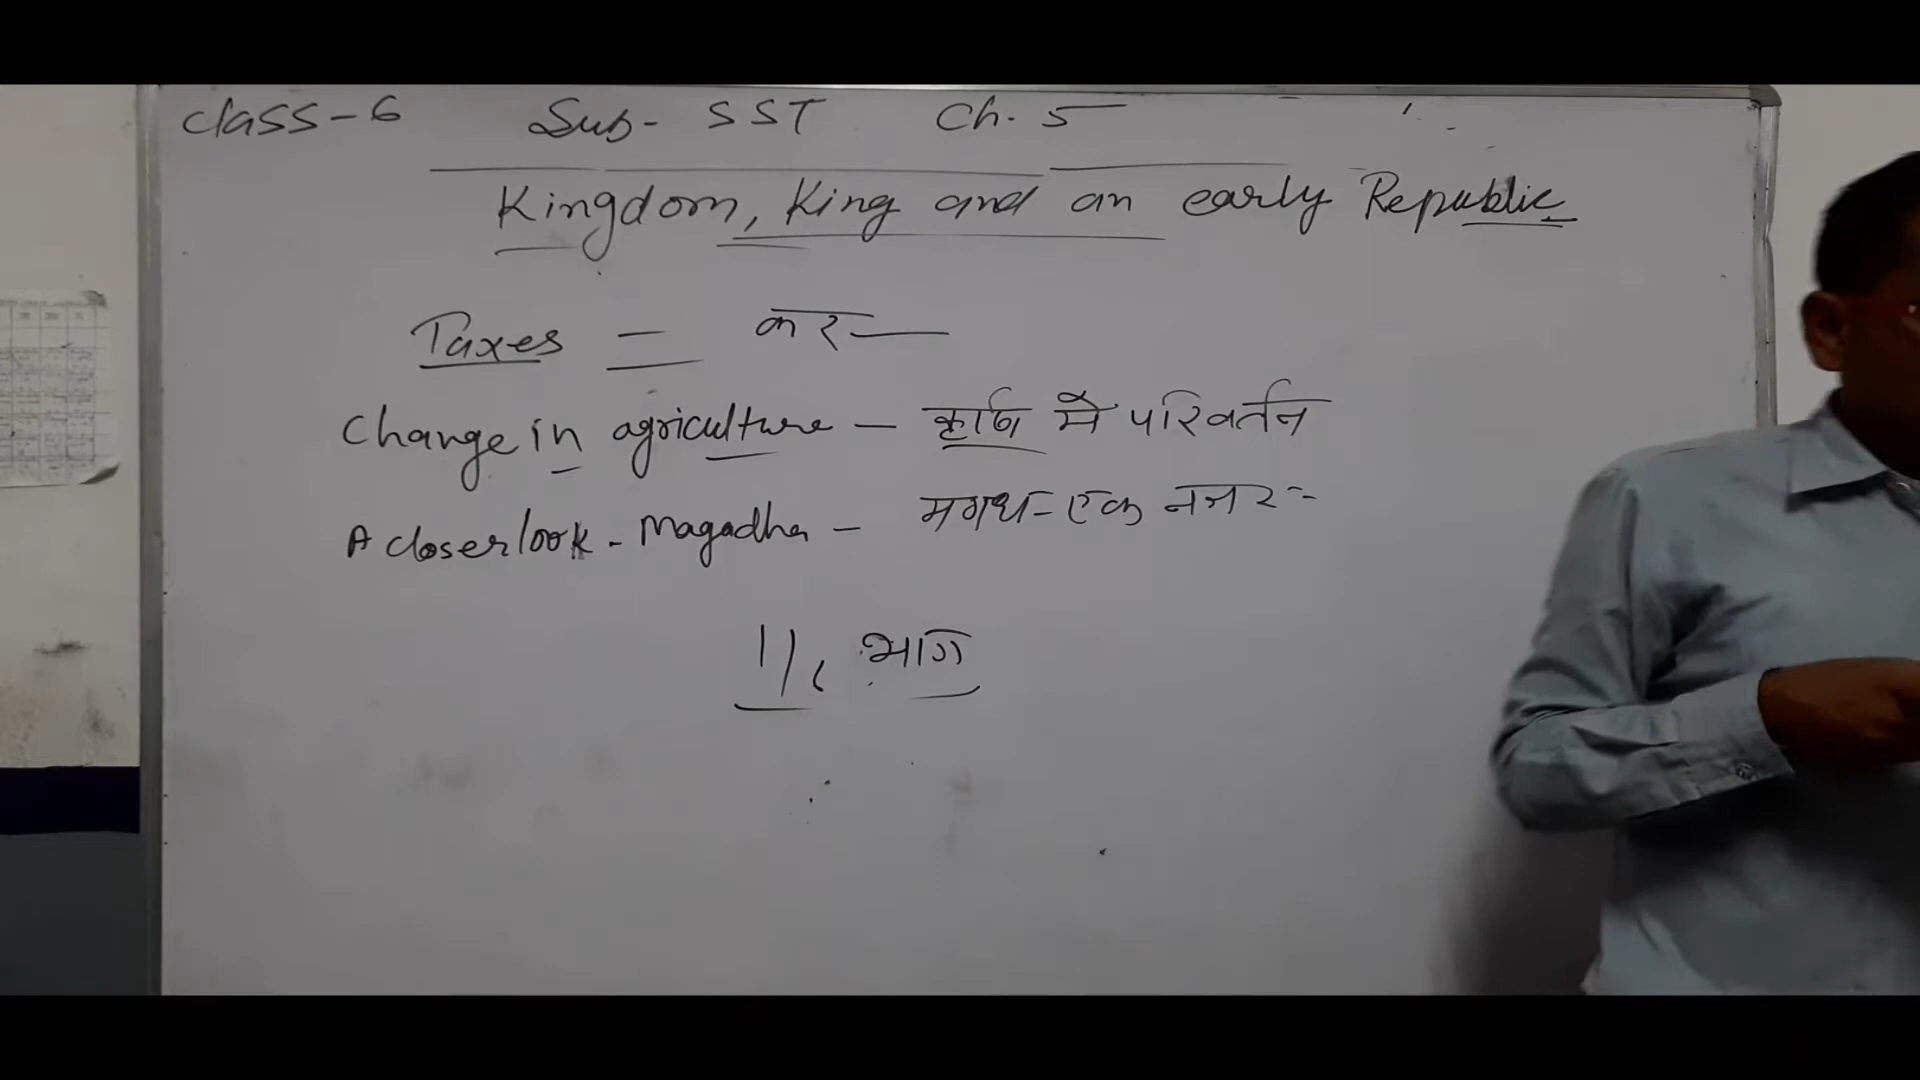 Class-6 Sub- SST Ch. 5
Kingdom, King and an early Republic
Taxes = कर
Change in agriculture - कृषि मे परिवर्तन
A closer look - Magadha - मगध-एक नजर :-
1/6 भाग